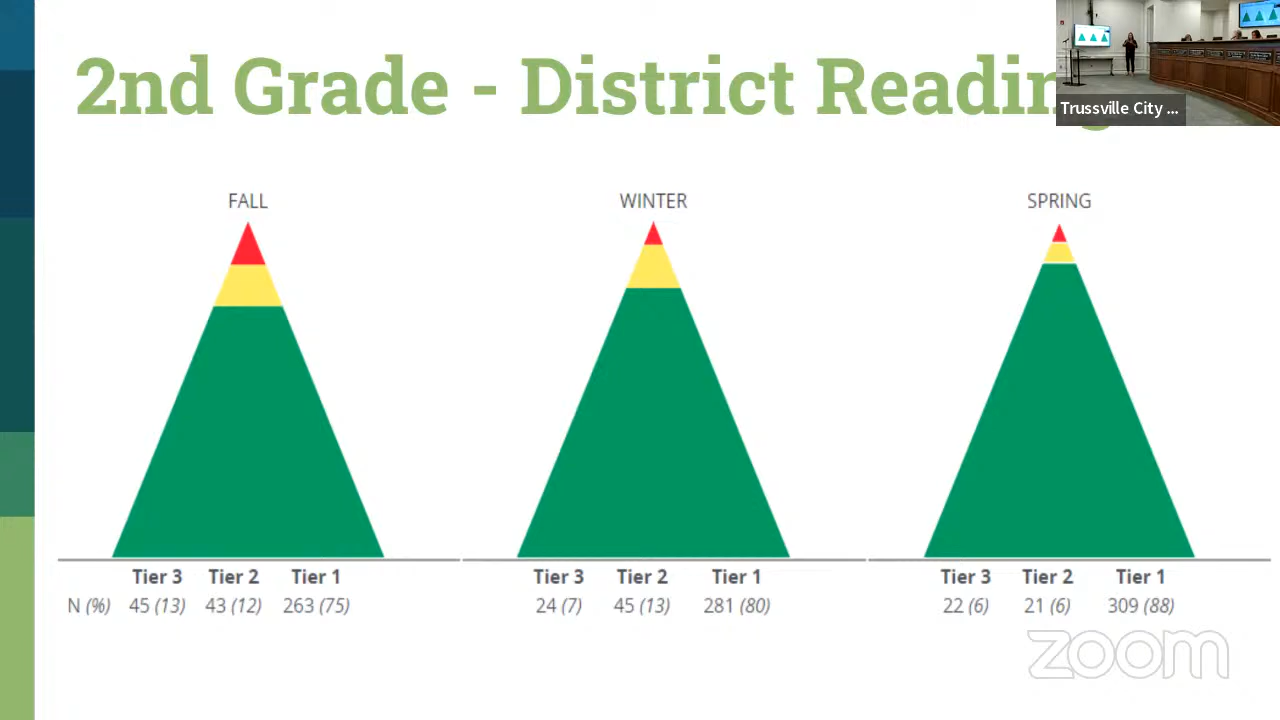 2nd Grade - District Reading
Trussville City ...
FALL
WINTER
SPRING
Tier 3 Tier 2 Tier 1
N (%) 45 (13) 43 (12) 263 (75)
Tier 3 Tier 2 Tier 1
24 (7) 45 (13) 281 (80)
Tier 3 Tier 2 Tier 1
22 (6) 21 (6) 309 (88)
zoom